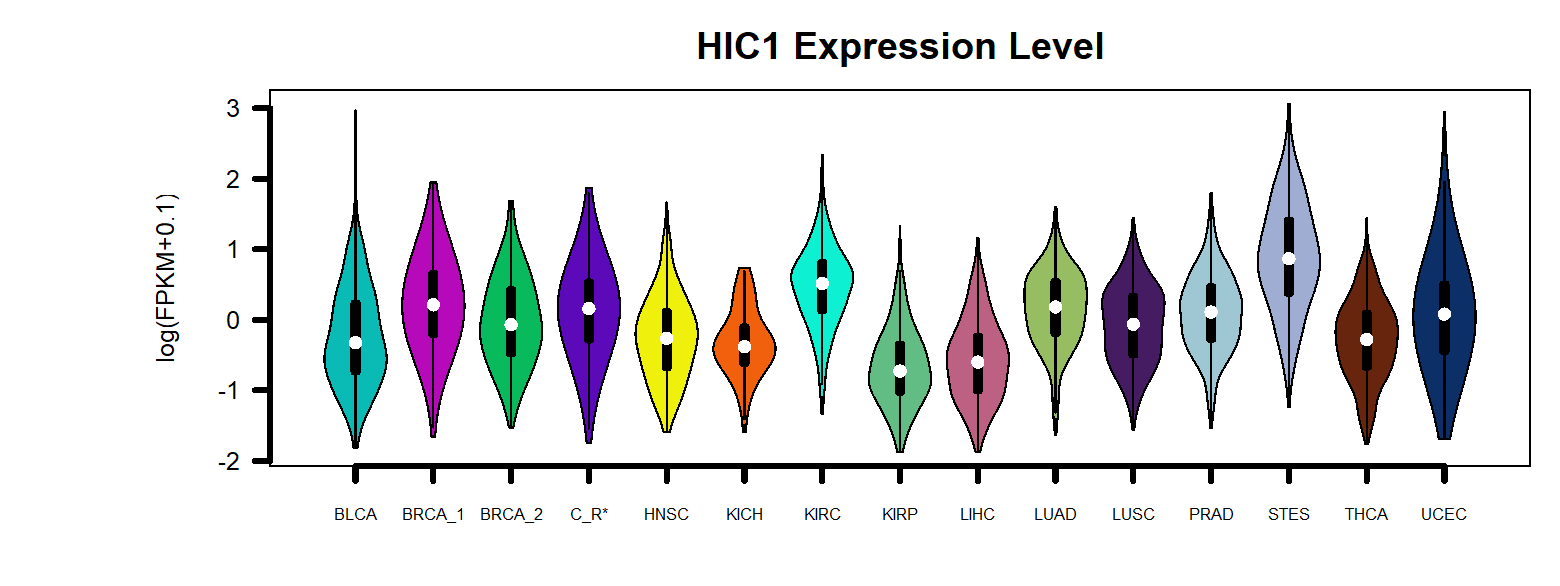 HIC1 Expression Level
log(FPKM+0.1)
3
2
1
0
-1
-2
BLCA BRCA_1 BRCA_2 C_R* HNSC KICH KIRC KIRP LIHC LUAD LUSC PRAD STES THCA UCEC